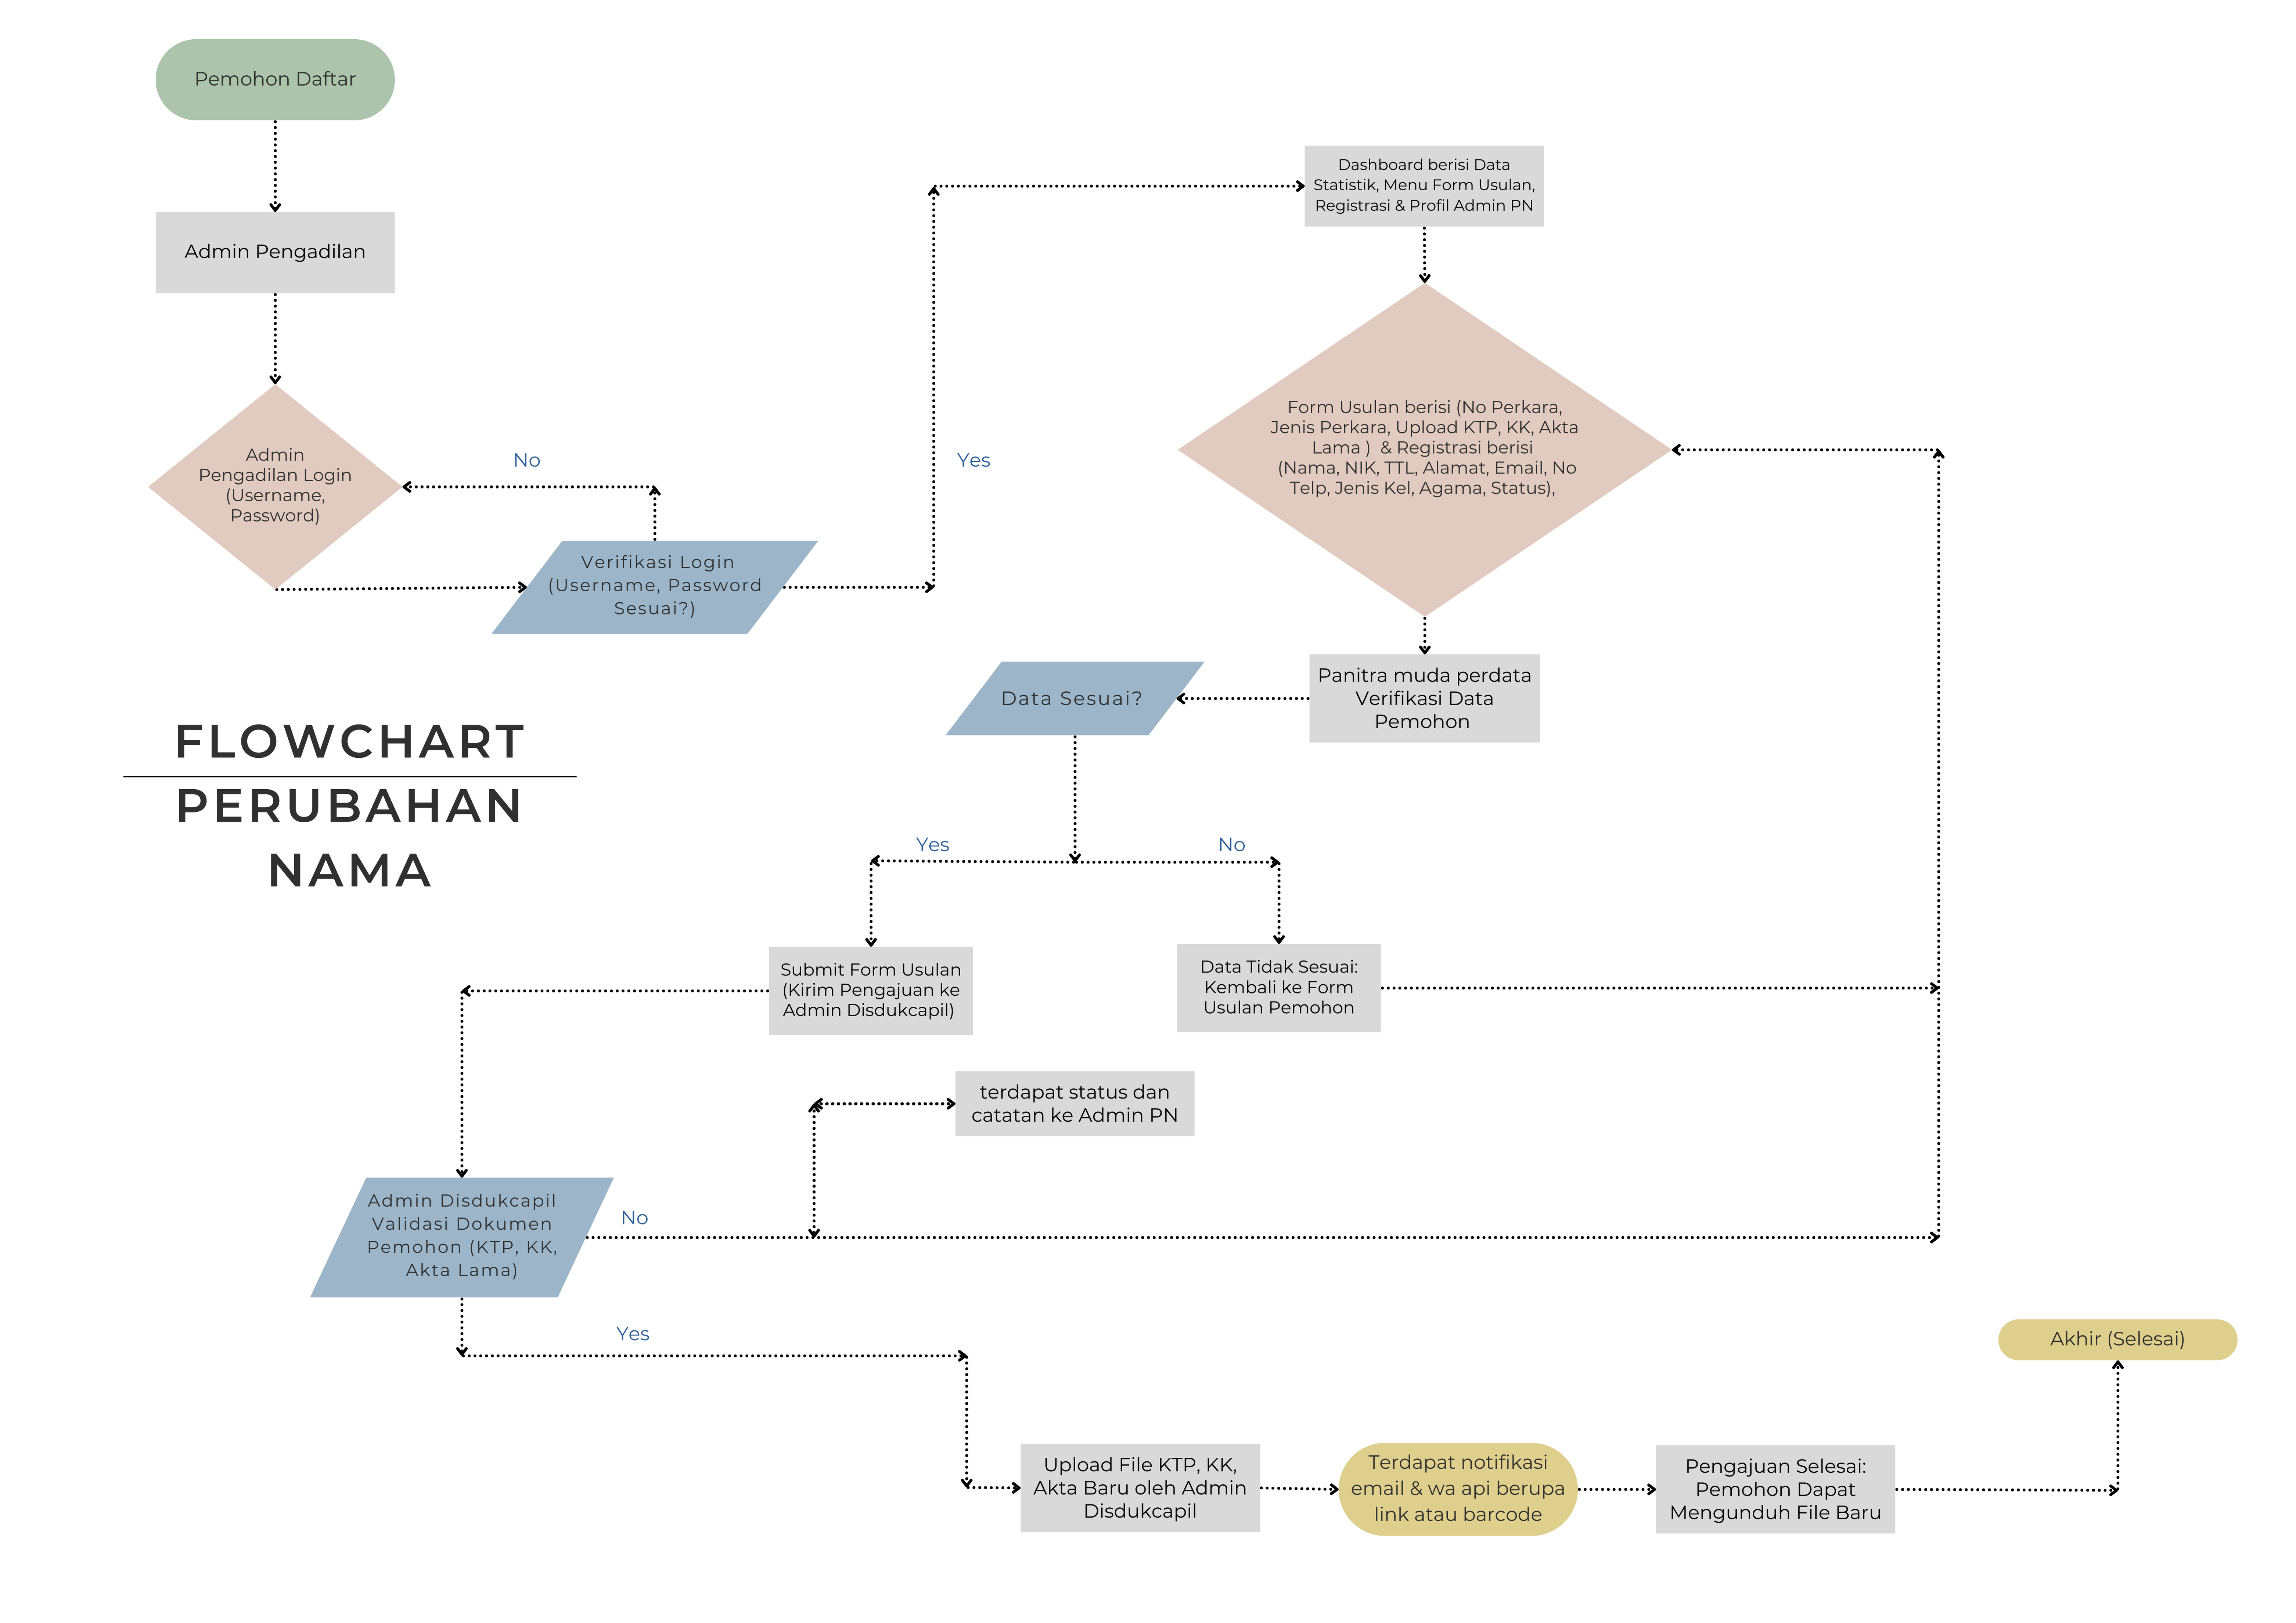 Pemohon Daftar
Admin Pengadilan
Admin
Pengadilan Login
(Username,
Password)
No
Verifikasi Login
(Username, Password
Sesuai?)
Yes
Dashboard berisi Data
Statistik, Menu Form Usulan,
Registrasi & Profil Admin PN
Form Usulan berisi (No Perkara,
Jenis Perkara, Upload KTP, KK, Akta
Lama ) & Registrasi berisi
(Nama, NIK, TTL, Alamat, Email, No
Telp, Jenis Kel, Agama, Status),
Panitra muda perdata
Verifikasi Data
Pemohon
Data Sesuai?
FLOWCHART
PERUBAHAN
NAMA
Yes
No
Submit Form Usulan
(Kirim Pengajuan ke
Admin Disdukcapil)
Data Tidak Sesuai:
Kembali ke Form
Usulan Pemohon
terdapat status dan
catatan ke Admin PN
Admin Disdukcapil
Validasi Dokumen
Pemohon (KTP, KK,
Akta Lama)
No
Yes
Upload File KTP, KK,
Akta Baru oleh Admin
Disdukcapil
Terdapat notifikasi
email & wa api berupa
link atau barcode
Pengajuan Selesai:
Pemohon Dapat
Mengunduh File Baru
Akhir (Selesai)